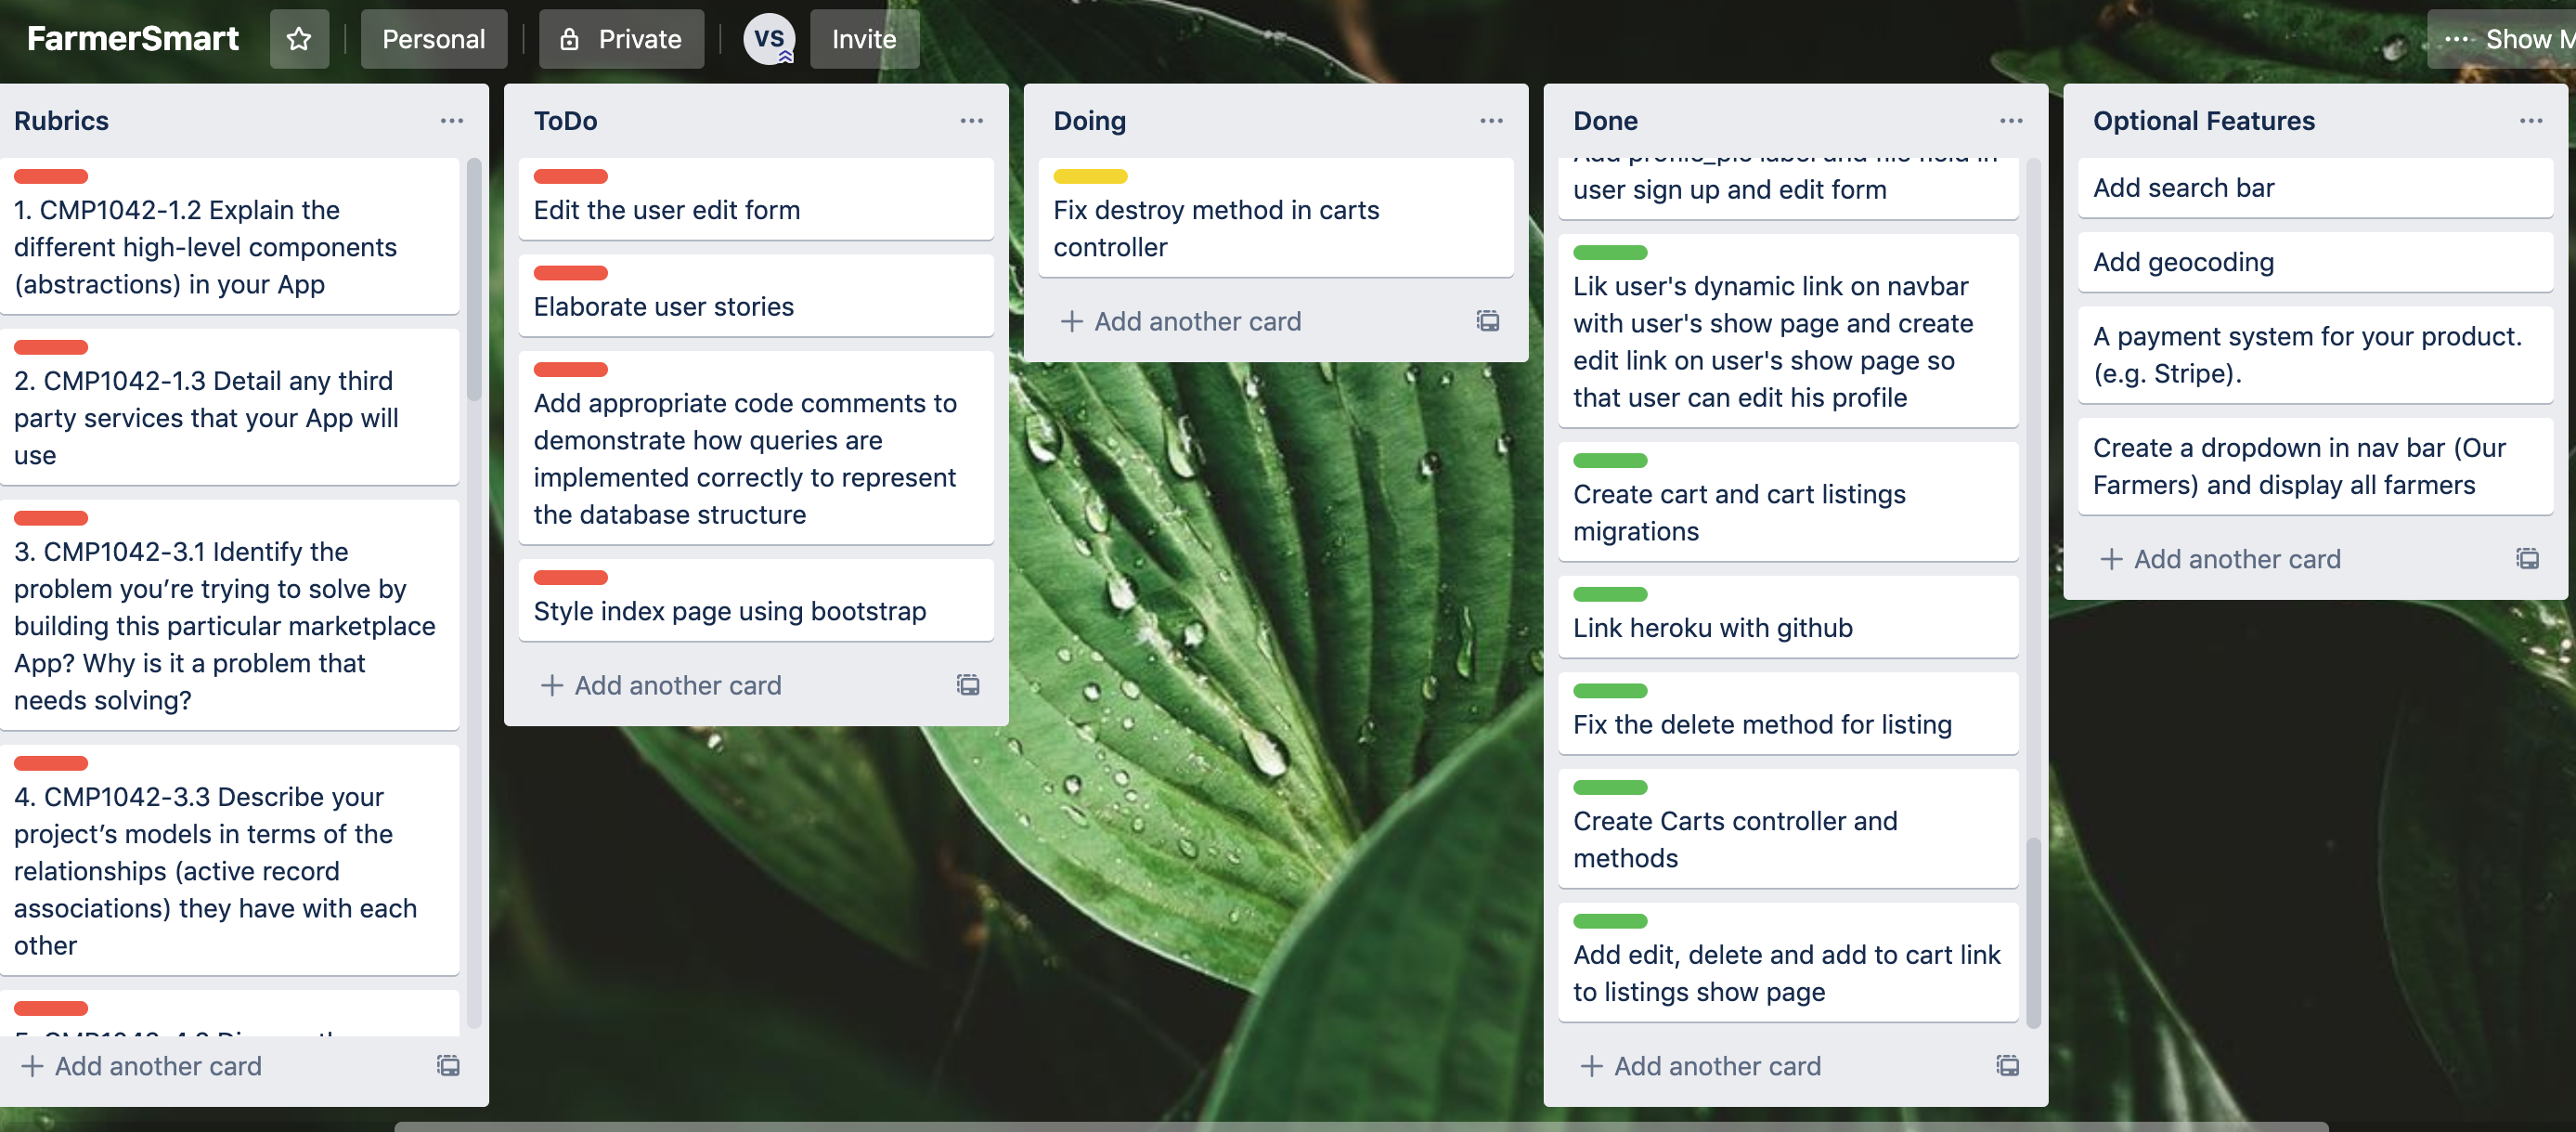 FarmerSmart
Personal
Private
VS
Invite
Show
Rubrics
1. CMP1042-1.2 Explain the
different high-level components
(abstractions) in your App
2. CMP1042-1.3 Detail any third
party services that your App will
use
3. CMP1042-3.1 Identify the
problem you’re trying to solve by
building this particular marketplace
App? Why is it a problem that
needs solving?
4. CMP1042-3.3 Describe your
project’s models in terms of the
relationships (active record
associations) they have with each
other
+ Add another card
ToDo
Edit the user edit form
Elaborate user stories
Add appropriate code comments to
demonstrate how queries are
implemented correctly to represent
the database structure
Style index page using bootstrap
+ Add another card
Doing
Fix destroy method in carts
controller
+ Add another card
Done
Add profile_pic label and file field in
user sign up and edit form
Lik user's dynamic link on navbar
with user's show page and create
edit link on user's show page so
that user can edit his profile
Create cart and cart listings
migrations
Link heroku with github
Fix the delete method for listing
Create Carts controller and
methods
Add edit, delete and add to cart link
to listings show page
+ Add another card
Optional Features
Add search bar
Add geocoding
A payment system for your product.
(e.g. Stripe).
Create a dropdown in nav bar (Our
Farmers) and display all farmers
+ Add another card